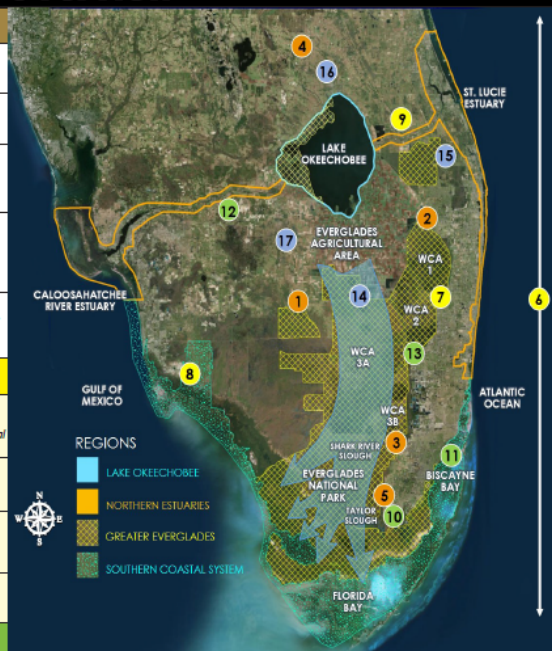 4
16
ST. LUCIE
ESTUARY
9
LAKE
OKEECHOBEE
15
12
2
17
EVERGLADES
AGRICULTURAL
AREA
WCA
1
CALOOSAHATCHEE
RIVER ESTUARY
1
14
7
6
WCA
2
8
WCA
3A
13
GULF OF
MEXICO
ATLANTIC
OCEAN
WCA
3B
al
REGIONS
SHARK RIVER
SLOUGH
3
11
LAKE OKEECHOBEE
EVERGLADES
NATIONAL
PARK
BISCAYNE
BAY
NORTHERN ESTUARIES
5
TAYLOR
SLOUGH
10
N
W
E
S
GREATER EVERGLADES
SOUTHERN COASTAL SYSTEM
FLORIDA
BAY